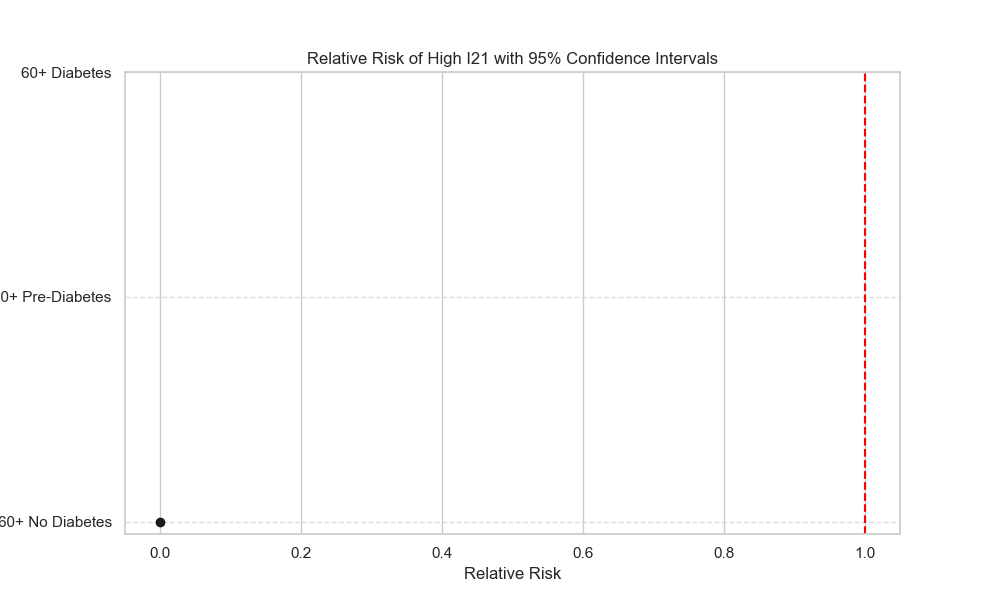 Relative Risk of High I21 with 95% Confidence Intervals
60+ Diabetes
0+ Pre-Diabetes
60+ No Diabetes
0.0 0.2 0.4 0.6 0.8 1.0
Relative Risk